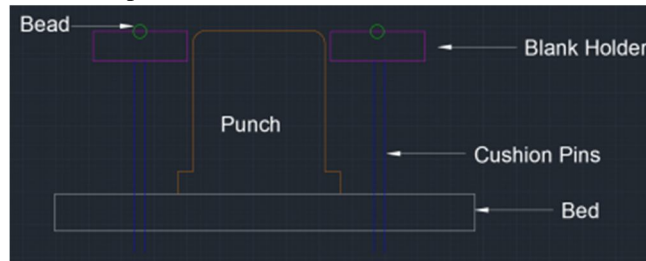 Bead
Blank Holder
Punch
Cushion Pins
Bed